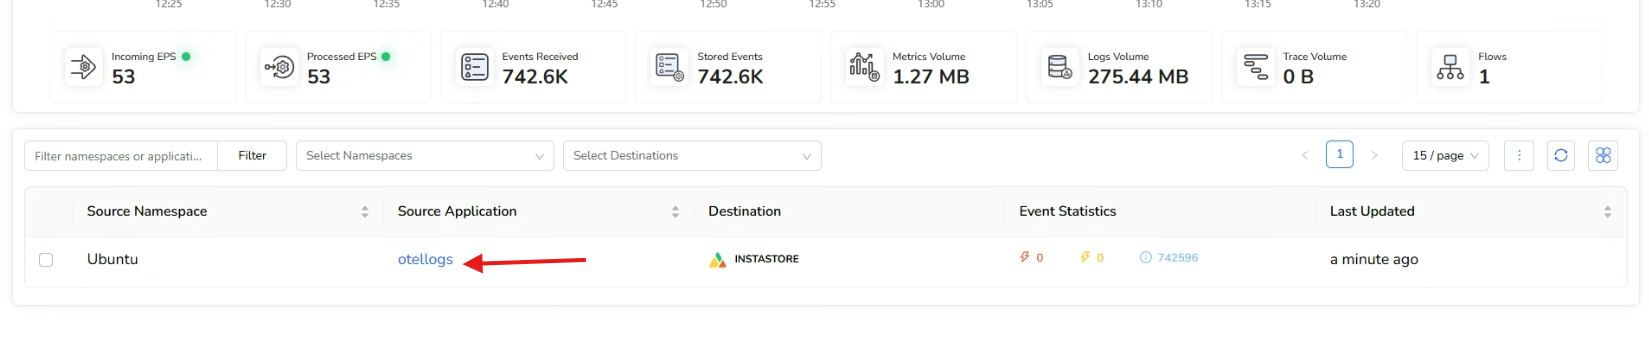 12:25 12:30 12:35 12:40 12:45 12:50 12:55 13:00 13:05 13:10 13:15 13:20
Incoming EPS
53
Processed EPS
53
Events Received
742.6K
Stored Events
742.6K
Metrics Volume
1.27 MB
Logs Volume
275.44 MB
Trace Volume
0 B
Flows
1
Filter namespaces or applicati... Filter Select Namespaces Select Destinations < 1 > 15 / page
Source Namespace Source Application Destination Event Statistics Last Updated
Ubuntu otellogs INSTASTORE 0 0 742596 a minute ago